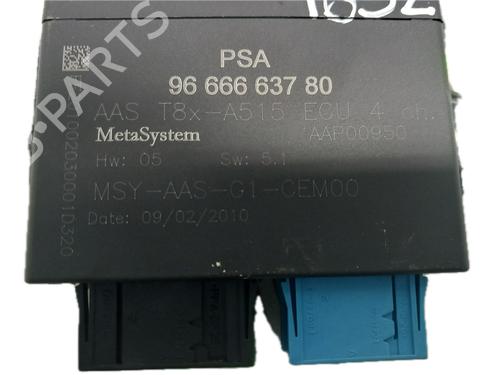 1652
PSA
96 666 637 80
AAS T8x-A515 ECU 4 ch.
MetaSystem AAP00950
Hw: 05 Sw: 5.1
MSY-AAS-G1-CEM00
Date: 09/02/2010
B-PARTS